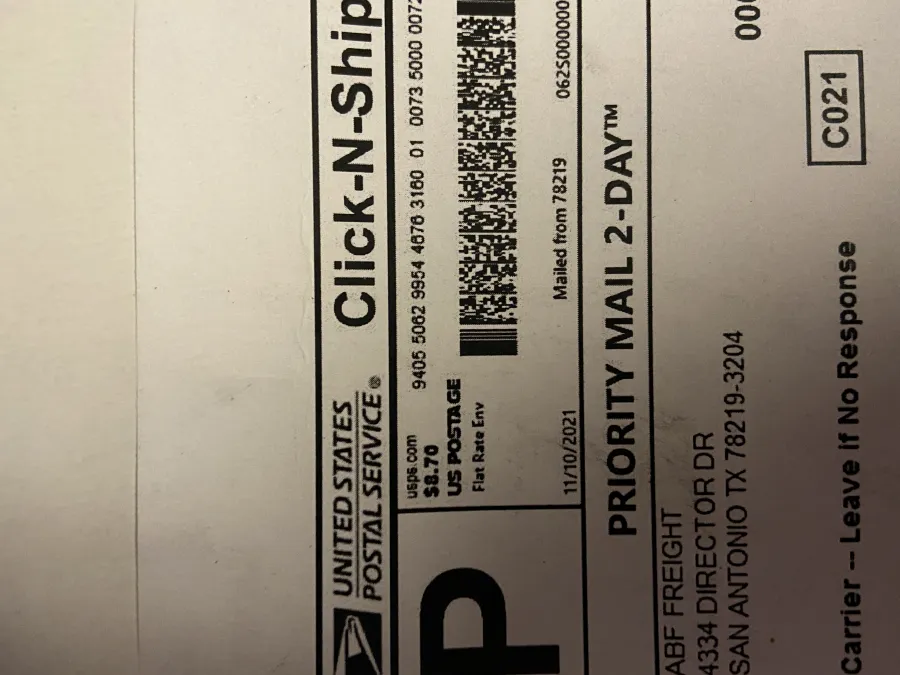 UNITED STATES
POSTAL SERVICE®
Click-N-Ship
P
usps.com
$8.70
US POSTAGE
Flat Rate Env
9405 5062 9954 4676 3160 01 0073 5000 0072
11/10/2021
Mailed from 78219
062S00000000
PRIORITY MAIL 2-DAY™
ABF FREIGHT
4334 DIRECTOR DR
SAN ANTONIO TX 78219-3204
000
C021
Carrier -- Leave if No Response